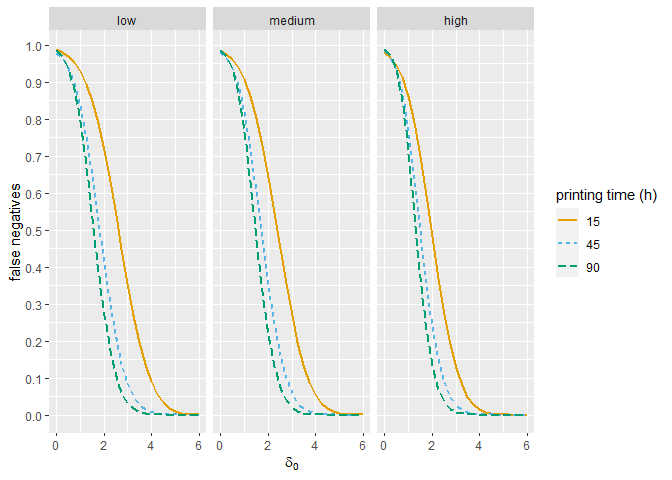 low medium high
1.0
0.9
0.8
0.7
0.6
0.5
0.4
0.3
0.2
0.1
0.0
false negatives
0 2 4 6 0 2 4 6 0 2 4 6
δ₀
printing time (h)
15
45
90